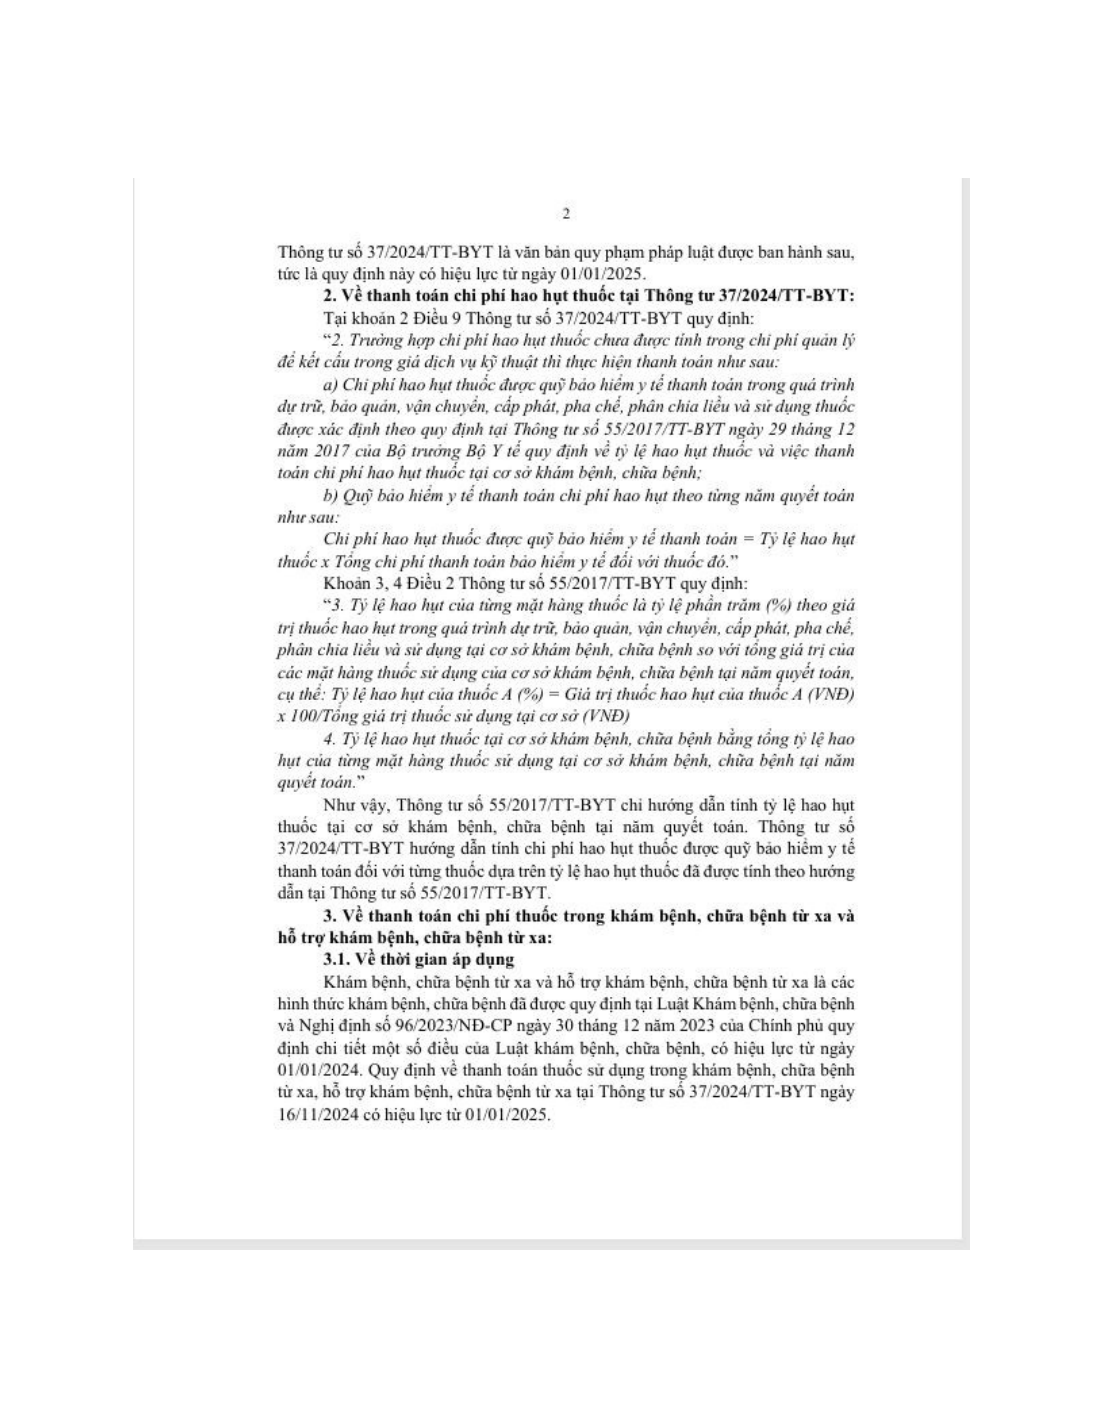 2
Thông tư số 37/2024/TT-BYT là văn bản quy phạm pháp luật được ban hành sau,
tức là quy định này có hiệu lực từ ngày 01/01/2025.
2. Về thanh toán chi phí hao hụt thuốc tại Thông tư 37/2024/TT-BYT:
Tại khoản 2 Điều 9 Thông tư số 37/2024/TT-BYT quy định:
“2. Trường hợp chi phí hao hụt thuốc chưa được tính trong chi phí quản lý
để kết cấu trong giá dịch vụ kỹ thuật thì thực hiện thanh toán như sau:
a) Chi phí hao hụt thuốc được quỹ bảo hiểm y tế thanh toán trong quá trình
dự trữ, bảo quản, vận chuyển, cấp phát, pha chế, phân chia liều và sử dụng thuốc
được xác định theo quy định tại Thông tư số 55/2017/TT-BYT ngày 29 tháng 12
năm 2017 của Bộ trưởng Bộ Y tế quy định về tỷ lệ hao hụt thuốc và việc thanh
toán chi phí hao hụt thuốc tại cơ sở khám bệnh, chữa bệnh;
b) Quỹ bảo hiểm y tế thanh toán chi phí hao hụt theo từng năm quyết toán
như sau:
Chi phí hao hụt thuốc được quỹ bảo hiểm y tế thanh toán = Tỷ lệ hao hụt
thuốc x Tổng chi phí thanh toán bảo hiểm y tế đối với thuốc đó.”
Khoản 3, 4 Điều 2 Thông tư số 55/2017/TT-BYT quy định:
“3. Tỷ lệ hao hụt của từng mặt hàng thuốc là tỷ lệ phần trăm (%) theo giá
trị thuốc hao hụt trong quá trình dự trữ, bảo quản, vận chuyển, cấp phát, pha chế,
phân chia liều và sử dụng tại cơ sở khám bệnh, chữa bệnh so với tổng giá trị của
các mặt hàng thuốc sử dụng của cơ sở khám bệnh, chữa bệnh tại năm quyết toán,
cụ thể: Tỷ lệ hao hụt của thuốc A (%) = Giá trị thuốc hao hụt của thuốc A (VNĐ)
x 100/Tổng giá trị thuốc sử dụng tại cơ sở (VNĐ)
4. Tỷ lệ hao hụt thuốc tại cơ sở khám bệnh, chữa bệnh bằng tổng tỷ lệ hao
hụt của từng mặt hàng thuốc sử dụng tại cơ sở khám bệnh, chữa bệnh tại năm
quyết toán.”
Như vậy, Thông tư số 55/2017/TT-BYT chỉ hướng dẫn tính tỷ lệ hao hụt
thuốc tại cơ sở khám bệnh, chữa bệnh tại năm quyết toán. Thông tư số
37/2024/TT-BYT hướng dẫn tính chi phí hao hụt thuốc được quỹ bảo hiểm y tế
thanh toán đối với từng thuốc dựa trên tỷ lệ hao hụt thuốc đã được tính theo hướng
dẫn tại Thông tư số 55/2017/TT-BYT.
3. Về thanh toán chi phí thuốc trong khám bệnh, chữa bệnh từ xa và
hỗ trợ khám bệnh, chữa bệnh từ xa:
3.1. Về thời gian áp dụng
Khám bệnh, chữa bệnh từ xa và hỗ trợ khám bệnh, chữa bệnh từ xa là các
hình thức khám bệnh, chữa bệnh đã được quy định tại Luật Khám bệnh, chữa bệnh
và Nghị định số 96/2023/NĐ-CP ngày 30 tháng 12 năm 2023 của Chính phủ quy
định chi tiết một số điều của Luật khám bệnh, chữa bệnh, có hiệu lực từ ngày
01/01/2024. Quy định về thanh toán thuốc sử dụng trong khám bệnh, chữa bệnh
từ xa, hỗ trợ khám bệnh, chữa bệnh từ xa tại Thông tư số 37/2024/TT-BYT ngày
16/11/2024 có hiệu lực từ 01/01/2025.